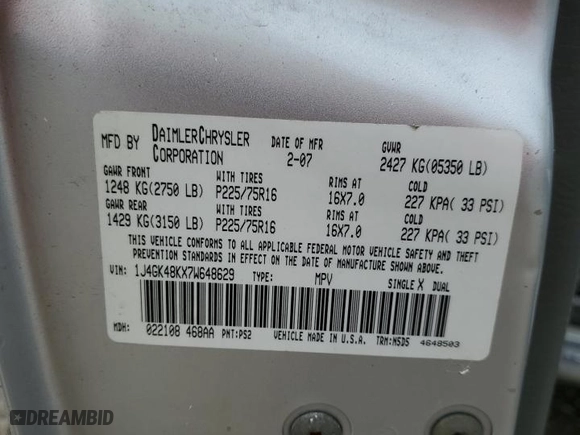 MFD BY DAIMLERCHRYSLER CORPORATION DATE OF MFR 2-07 GVWR 2427 KG(05350 LB)
GAWR FRONT WITH TIRES RIMS AT COLD
1248 KG(2750 LB) P225/75R16 16X7.0 227 KPA( 33 PSI)
GAWR REAR WITH TIRES RIMS AT COLD
1429 KG(3150 LB) P225/75R16 16X7.0 227 KPA( 33 PSI)
THIS VEHICLE CONFORMS TO ALL APPLICABLE FEDERAL MOTOR VEHICLE SAFETY AND THEFT
PREVENTION STANDARDS IN EFFECT ON THE DATE OF MANUFACTURE SHOWN ABOVE.
VIN: 1J4GK48KX7W648629 TYPE: MPV SINGLE X DUAL
MDH: 022108 468AA PNT:PS2 VEHICLE MADE IN U.S.A. TRM:N5D5 4648503
DREAMBID